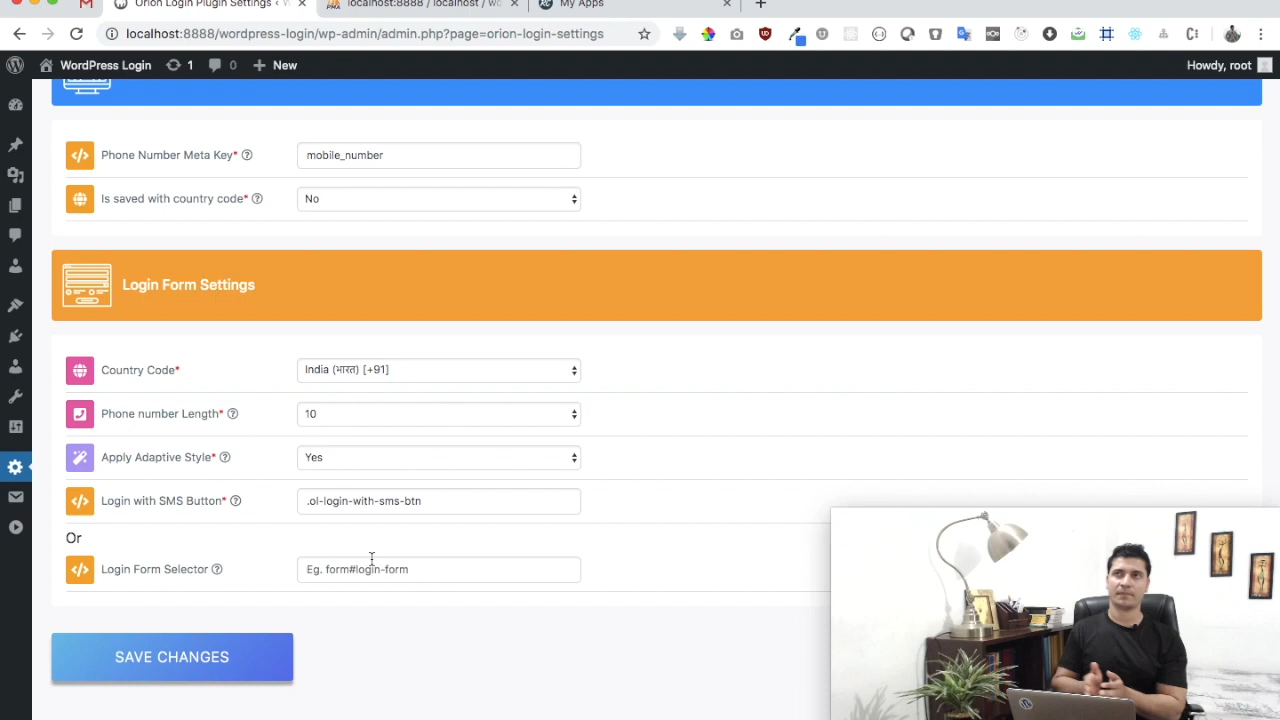 Orion Login Plugin Settings ‹ W
localhost:8888 / localhost / wo
My Apps
localhost:8888/wordpress-login/wp-admin/admin.php?page=orion-login-settings
WordPress Login 1 0 + New
Howdy, root
Phone Number Meta Key*
mobile_number
Is saved with country code*
No
Login Form Settings
Country Code*
India (भारत) [+91]
Phone number Length*
10
Apply Adaptive Style*
Yes
Login with SMS Button*
.ol-login-with-sms-btn
Or
Login Form Selector
Eg. form#login-form
SAVE CHANGES